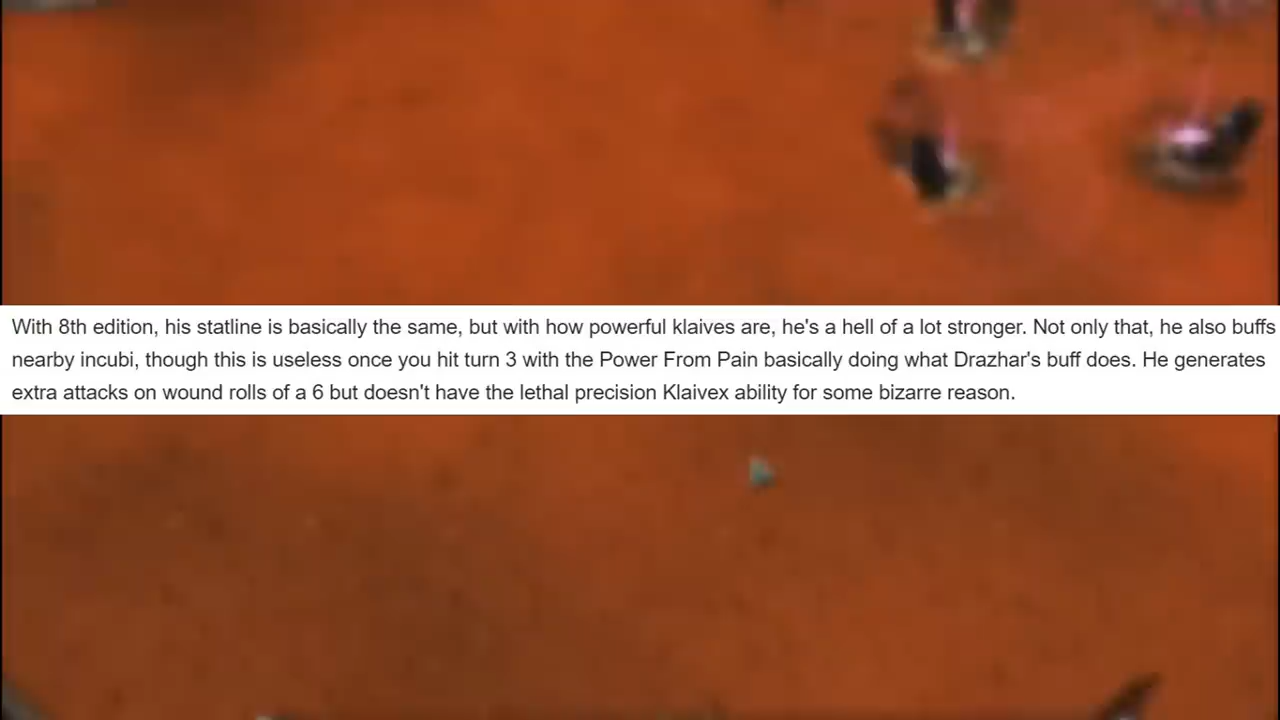 With 8th edition, his statline is basically the same, but with how powerful klaives are, he's a hell of a lot stronger. Not only that, he also buffs
nearby incubi, though this is useless once you hit turn 3 with the Power From Pain basically doing what Drazhar's buff does. He generates
extra attacks on wound rolls of a 6 but doesn't have the lethal precision Klaivex ability for some bizarre reason.